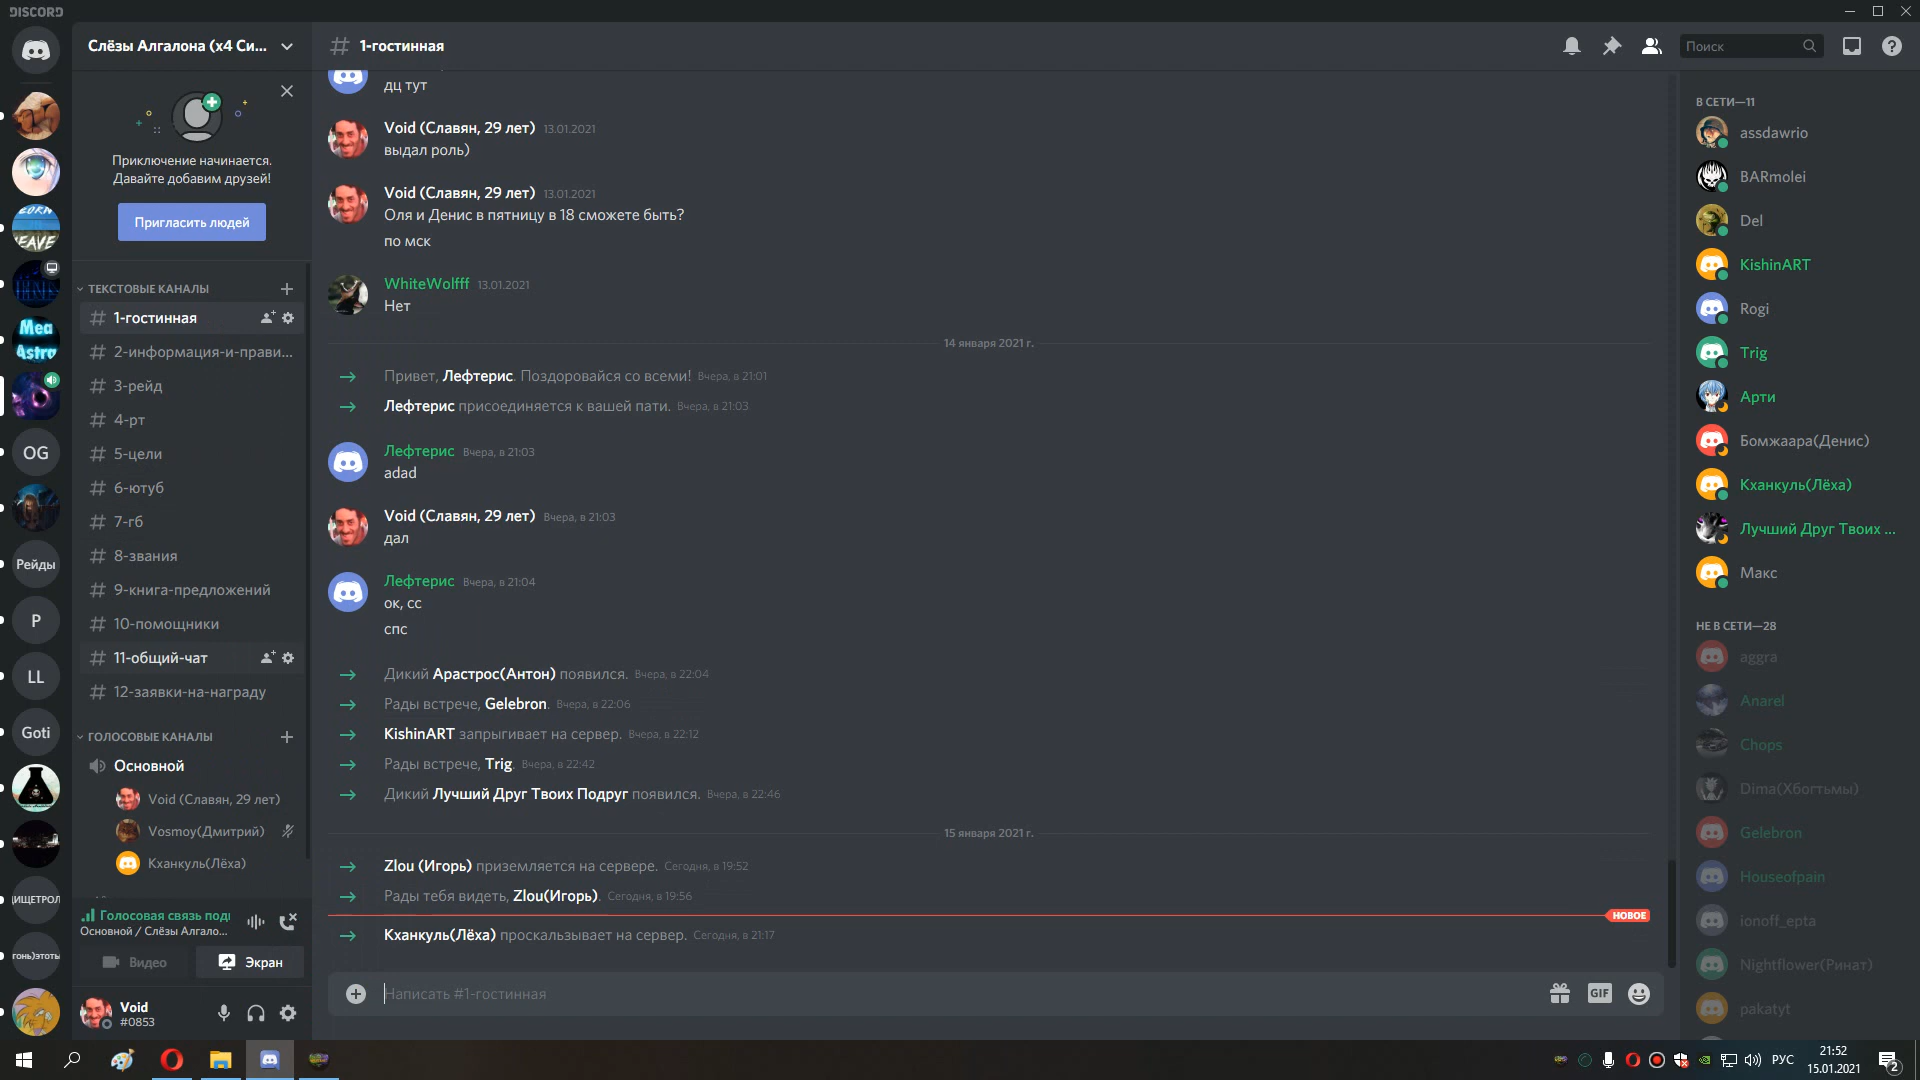 DISCORD
Слёзы Алгалона (x4 Си...
Приключение начинается.
Давайте добавим друзей!
Пригласить людей
ТЕКСТОВЫЕ КАНАЛЫ
1-гостинная
2-информация-и-прави...
3-рейд
4-рт
5-цели
6-ютуб
7-гб
8-звания
9-книга-предложений
10-помощники
11-общий-чат
12-заявки-на-награду
ГОЛОСОВЫЕ КАНАЛЫ
Основной
Void (Славян, 29 лет)
Vosmoy(Дмитрий)
Кханкуль(Лёха)
Голосовая связь под
Основной / Слёзы Алгало...
Видео
Экран
Void
#0853
Mea
Astra
OG
Рейды
P
LL
Goti
1-гостинная
Поиск
дц тут
Void (Славян, 29 лет) 13.01.2021
выдал роль)
Void (Славян, 29 лет) 13.01.2021
Оля и Денис в пятницу в 18 сможете быть?
по мск
WhiteWolfff 13.01.2021
Нет
14 января 2021 г.
Привет, Лефтерис. Поздоровайся со всеми! Вчера, в 21:01
Лефтерис присоединяется к вашей пати. Вчера, в 21:03
Лефтерис Вчера, в 21:03
adad
Void (Славян, 29 лет) Вчера, в 21:03
дал
Лефтерис Вчера, в 21:04
ок, сс
спс
Дикий Арастрос(Антон) появился. Вчера, в 22:04
Рады встрече, Gelebron. Вчера, в 22:06
KishinART запрыгивает на сервер. Вчера, в 22:12
Рады встрече, Trig. Вчера, в 22:42
Дикий Лучший Друг Твоих Подруг появился. Вчера, в 22:46
15 января 2021 г.
Zlou (Игорь) приземляется на сервере. Сегодня, в 19:52
Рады тебя видеть, Zlou(Игорь). Сегодня, в 19:56
НОВОЕ
Кханкуль(Лёха) проскальзывает на сервер. Сегодня, в 21:17
Написать #1-гостинная
GIF
В СЕТИ—11
assdawrio
BARmolei
Del
KishinART
Rogi
Trig
Арти
Бомжаара(Денис)
Кханкуль(Лёха)
Лучший Друг Твоих ...
Макс
НЕ В СЕТИ—28
aggra
Anarel
Chops
Dima(Хбогтьмы)
Gelebron
Houseofpain
ionoff_epta
Nightflower(Ринат)
pakatyt
РУС
21:52
15.01.2021
2